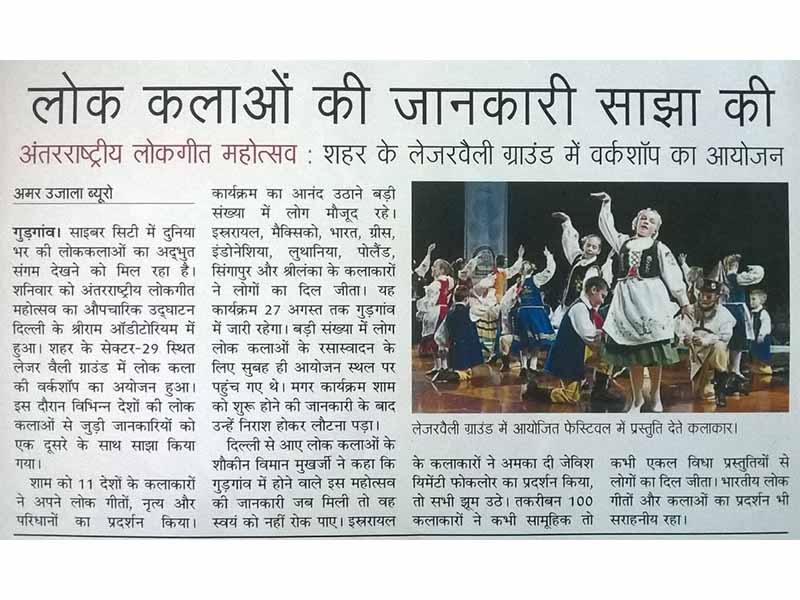 लोक कलाओं की जानकारी साझा की
अंतरराष्ट्रीय लोकगीत महोत्सव : शहर के लेजरवैली ग्राउंड में वर्कशॉप का आयोजन
अमर उजाला ब्यूरो
गुड़गांव। साइबर सिटी में दुनिया
भर की लोककलाओं का अद्भुत
संगम देखने को मिल रहा है।
शनिवार को अंतरराष्ट्रीय लोकगीत
महोत्सव का औपचारिक उद्घाटन
दिल्ली के श्रीराम ऑडीटोरियम में
हुआ। शहर के सेक्टर-29 स्थित
लेजर वैली ग्राउंड में लोक कला
की वर्कशॉप का अयोजन हुआ।
इस दौरान विभिन्न देशों की लोक
कलाओं से जुड़ी जानकारियों को
एक दूसरे के साथ साझा किया
गया।
शाम को 11 देशों के कलाकारों
ने अपने लोक गीतों, नृत्य और
परिधानों का प्रदर्शन किया।
कार्यक्रम का आनंद उठाने बड़ी
संख्या में लोग मौजूद रहे।
इस्रायल, मैक्सिको, भारत, ग्रीस,
इंडोनेशिया, लुथानिया, पोलैंड,
सिंगापुर और श्रीलंका के कलाकारों
ने लोगों का दिल जीता। यह
कार्यक्रम 27 अगस्त तक गुड़गांव
में जारी रहेगा। बड़ी संख्या में लोग
लोक कलाओं के रसास्वादन के
लिए सुबह ही आयोजन स्थल पर
पहुंच गए थे। मगर कार्यक्रम शाम
को शुरू होने की जानकारी के बाद
उन्हें निराश होकर लौटना पड़ा।
दिल्ली से आए लोक कलाओं के
शौकीन विमान मुखर्जी ने कहा कि
गुड़गांव में होने वाले इस महोत्सव
की जानकारी जब मिली तो वह
स्वयं को नहीं रोक पाए। इस्रायल
लेजरवैली ग्राउंड में आयोजित फेस्टिवल में प्रस्तुति देते कलाकार।
के कलाकारों ने अमका दी जेविश
यिमेंटी फोकलोर का प्रदर्शन किया,
तो सभी झूम उठे। तकरीबन 100
कलाकारों ने कभी सामूहिक तो
कभी एकल विधा प्रस्तुतियों से
लोगों का दिल जीता। भारतीय लोक
गीतों और कलाओं का प्रदर्शन भी
सराहनीय रहा।